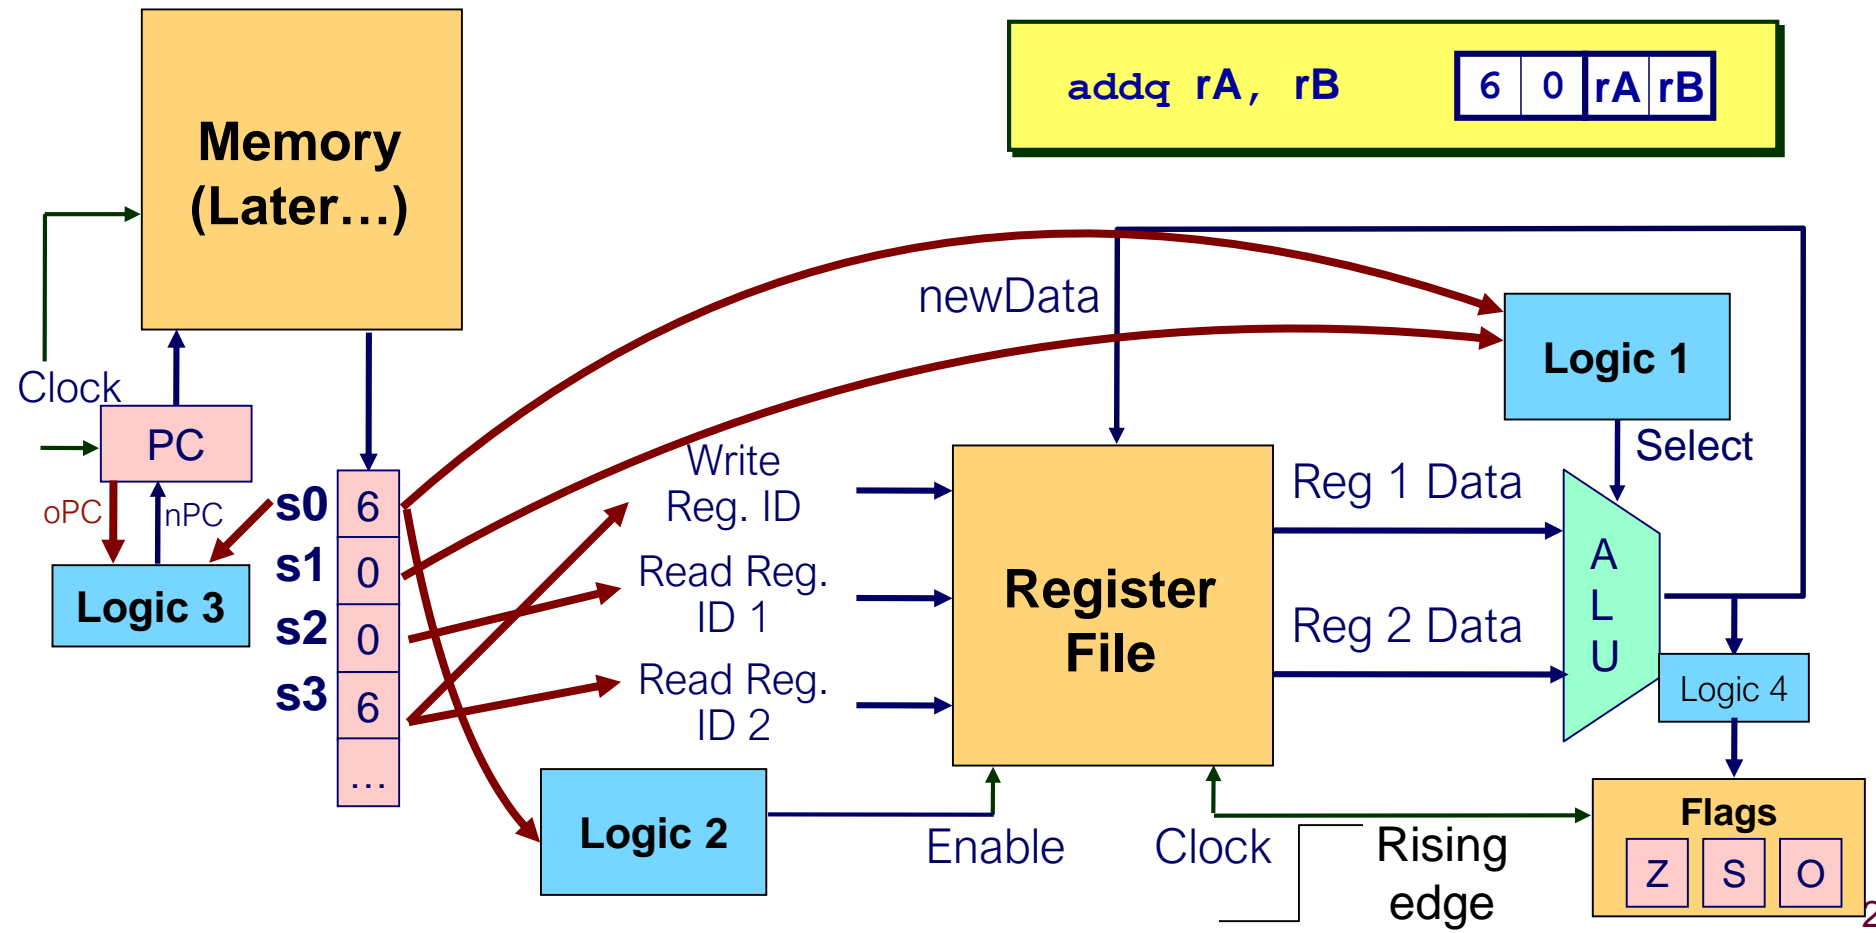 addq rA, rB
6 0 rA rB
Memory
(Later…)
newData
Logic 1
Clock
PC
Select
oPC
nPC
Logic 3
s0
6
s1
0
s2
0
s3
6
…
Write
Reg. ID
Read Reg.
ID 1
Read Reg.
ID 2
Register
File
Reg 1 Data
Reg 2 Data
A
L
U
Logic 4
Logic 2
Enable
Clock
Rising
edge
Flags
Z S O
2